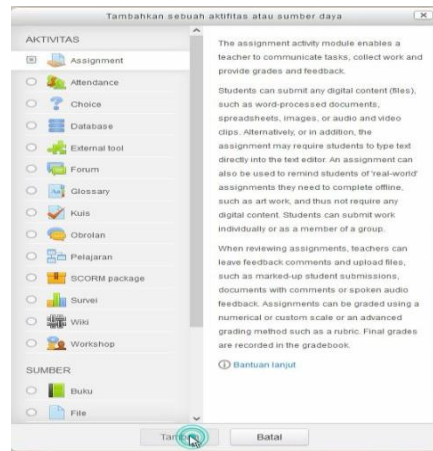 Tambahkan sebuah aktifitas atau sumber daya
AKTIVITAS
Assignment
Attendance
Choice
Database
External tool
Forum
Glossary
Kuis
Obrolan
Pelajaran
SCORM package
Survei
Wiki
Workshop
SUMBER
Buku
File
The assignment activity module enables a
teacher to communicate tasks, collect work and
provide grades and feedback.
Students can submit any digital content (files),
such as word-processed documents,
spreadsheets, images, or audio and video
clips. Alternatively, or in addition, the
assignment may require students to type text
directly into the text editor. An assignment can
also be used to remind students of 'real-world'
assignments they need to complete offline,
such as art work, and thus not require any
digital content. Students can submit work
individually or as a member of a group.
When reviewing assignments, teachers can
leave feedback comments and upload files,
such as marked-up student submissions,
documents with comments or spoken audio
feedback. Assignments can be graded using a
numerical or custom scale or an advanced
grading method such as a rubric. Final grades
are recorded in the gradebook.
Bantuan lanjut
Batal